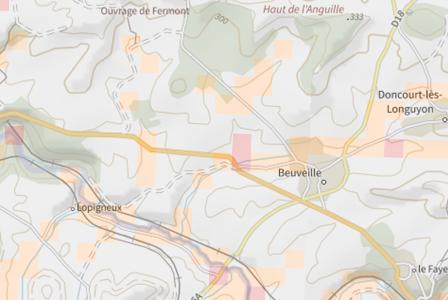 Ouvrage de Fermont
Haut de l'Anguille
300
.333
D18
Doncourt-lès-
Longuyon
Beuveille
Lopigneux
le Faye